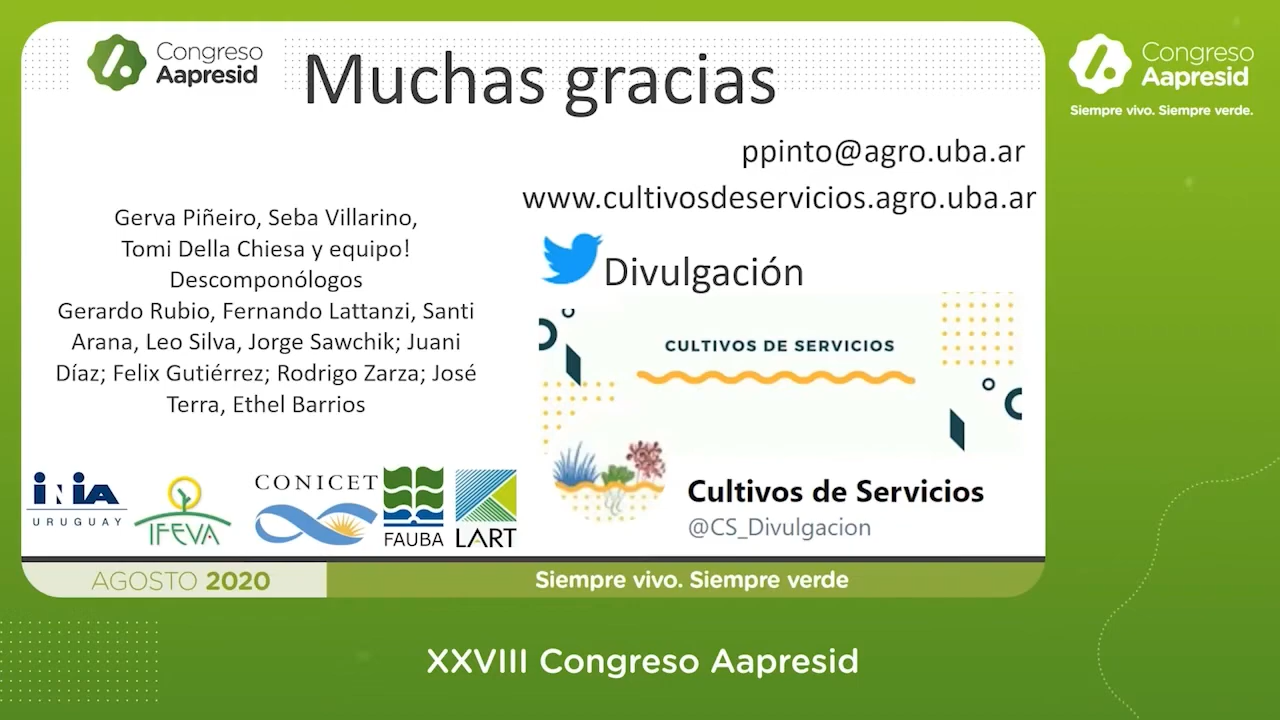 Congreso
Aapresid
Muchas gracias
Congreso
Aapresid
Siempre vivo. Siempre verde.
ppinto@agro.uba.ar
www.cultivosdeservicios.agro.uba.ar
Gerva Piñeiro, Seba Villarino,
Tomi Della Chiesa y equipo!
Descomponólogos
Gerardo Rubio, Fernando Lattanzi, Santi
Arana, Leo Silva, Jorge Sawchik; Juani
Díaz; Felix Gutiérrez; Rodrigo Zarza; José
Terra, Ethel Barrios
Divulgación
CULTIVOS DE SERVICIOS
Cultivos de Servicios
@CS_Divulgacion
INIA
URUGUAY
IFEVA
CONICET
FAUBA
LART
AGOSTO 2020
Siempre vivo. Siempre verde
XXVIII Congreso Aapresid